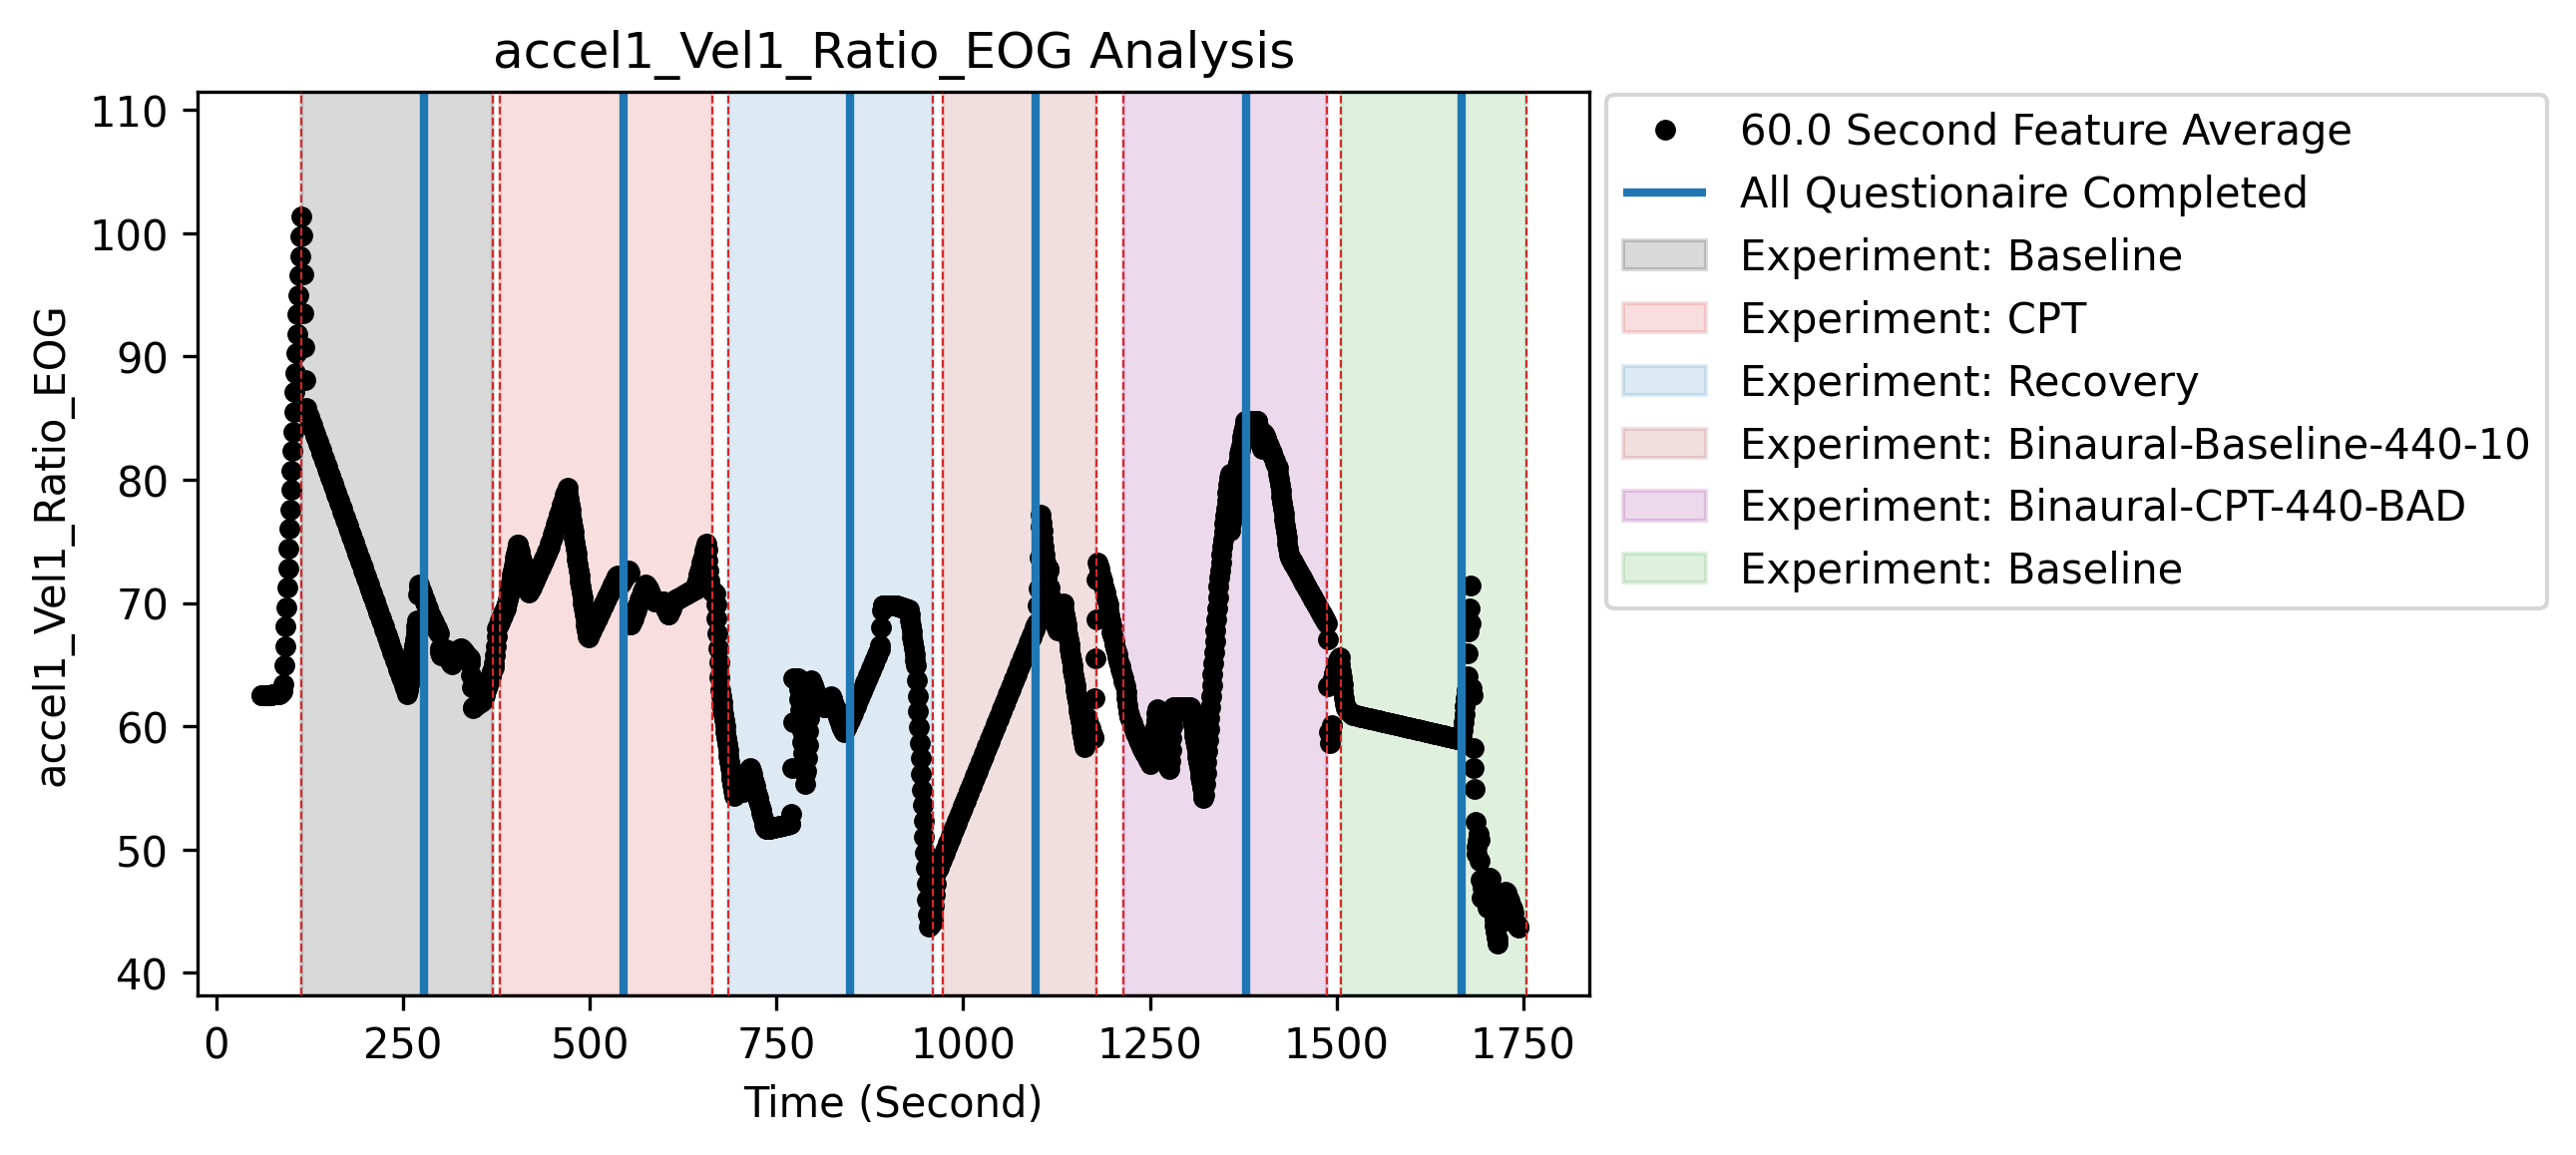 accel1_Vel1_Ratio_EOG Analysis
accel1_Vel1_Ratio_EOG
110
100
90
80
70
60
50
40
0
250
500
750
1000
1250
1500
1750
Time (Second)
60.0 Second Feature Average
All Questionaire Completed
Experiment: Baseline
Experiment: CPT
Experiment: Recovery
Experiment: Binaural-Baseline-440-10
Experiment: Binaural-CPT-440-BAD
Experiment: Baseline